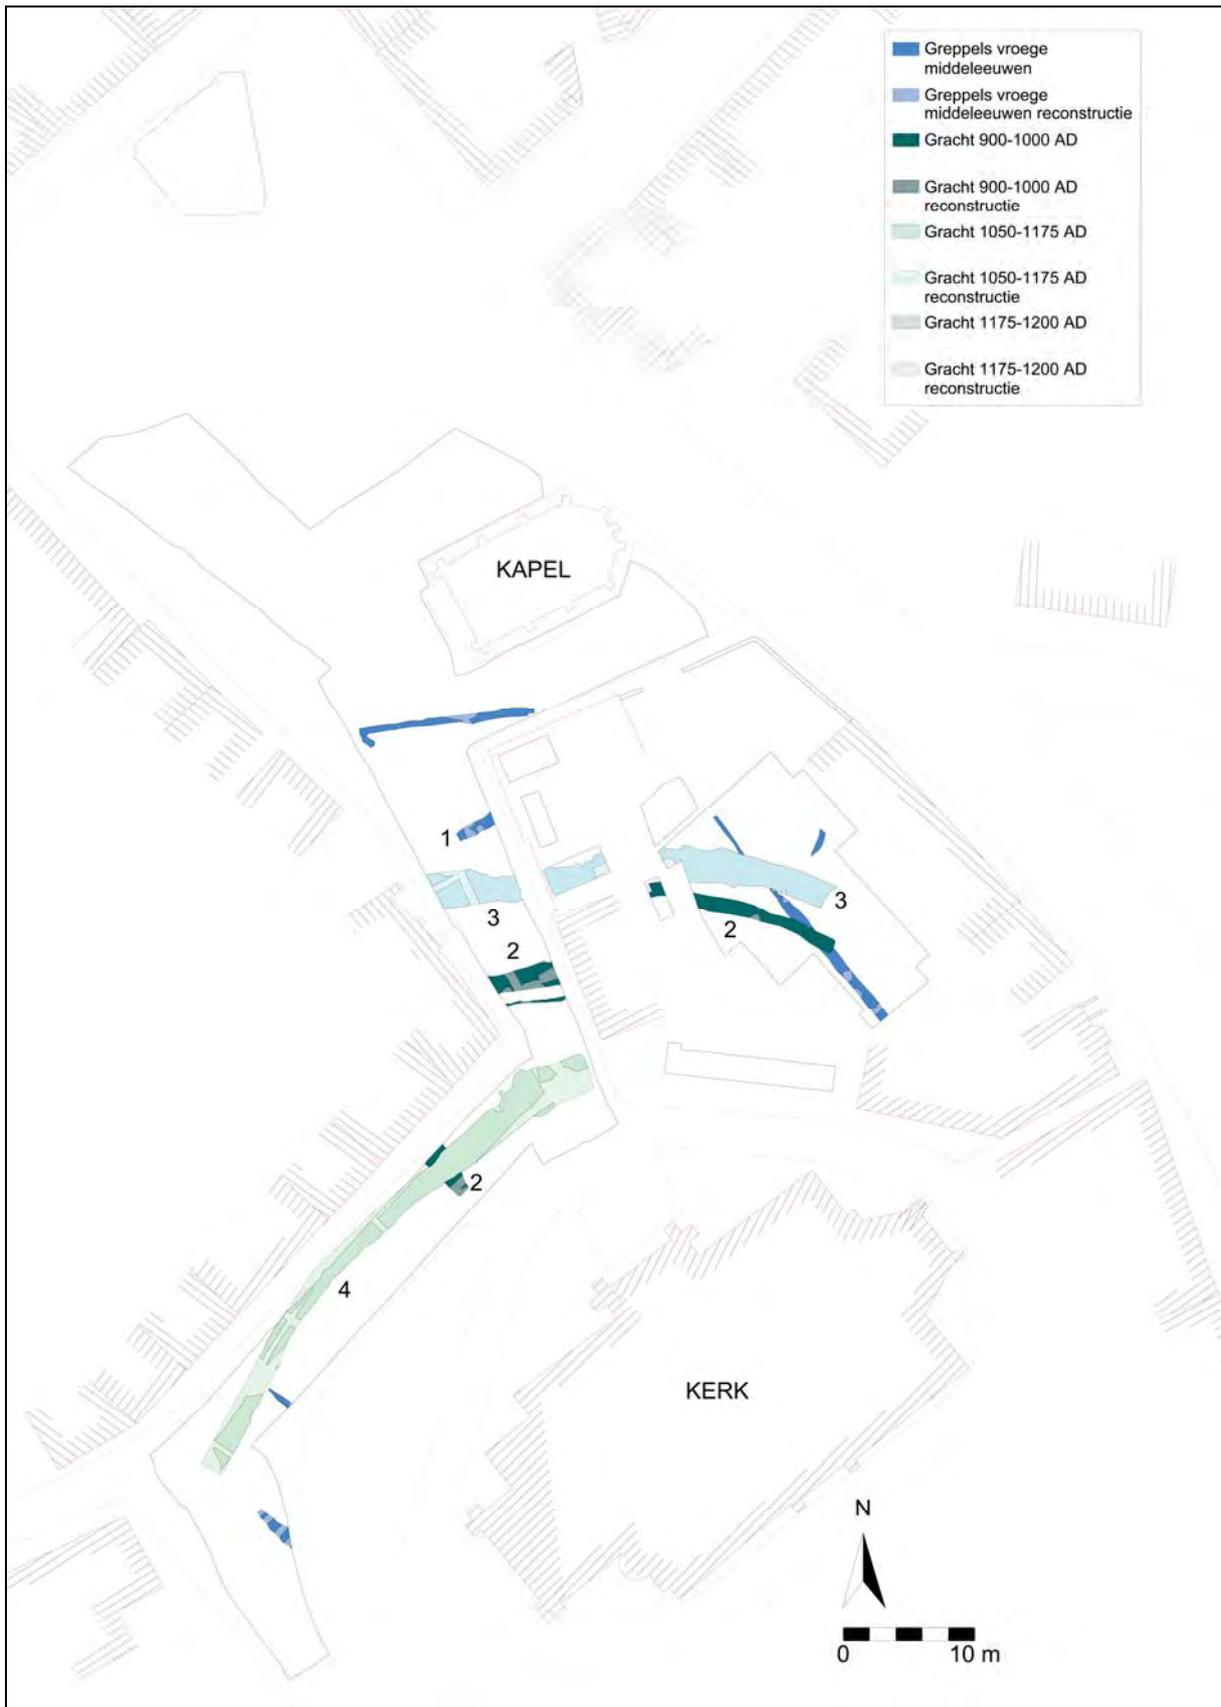 Greppels vroege
middeleeuwen
Greppels vroege
middeleeuwen reconstructie
Gracht 900-1000 AD
Gracht 900-1000 AD
reconstructie
Gracht 1050-1175 AD
Gracht 1050-1175 AD
reconstructie
Gracht 1175-1200 AD
Gracht 1175-1200 AD
reconstructie
KAPEL
1
3
3
2
2
2
4
KERK
N
0 10 m